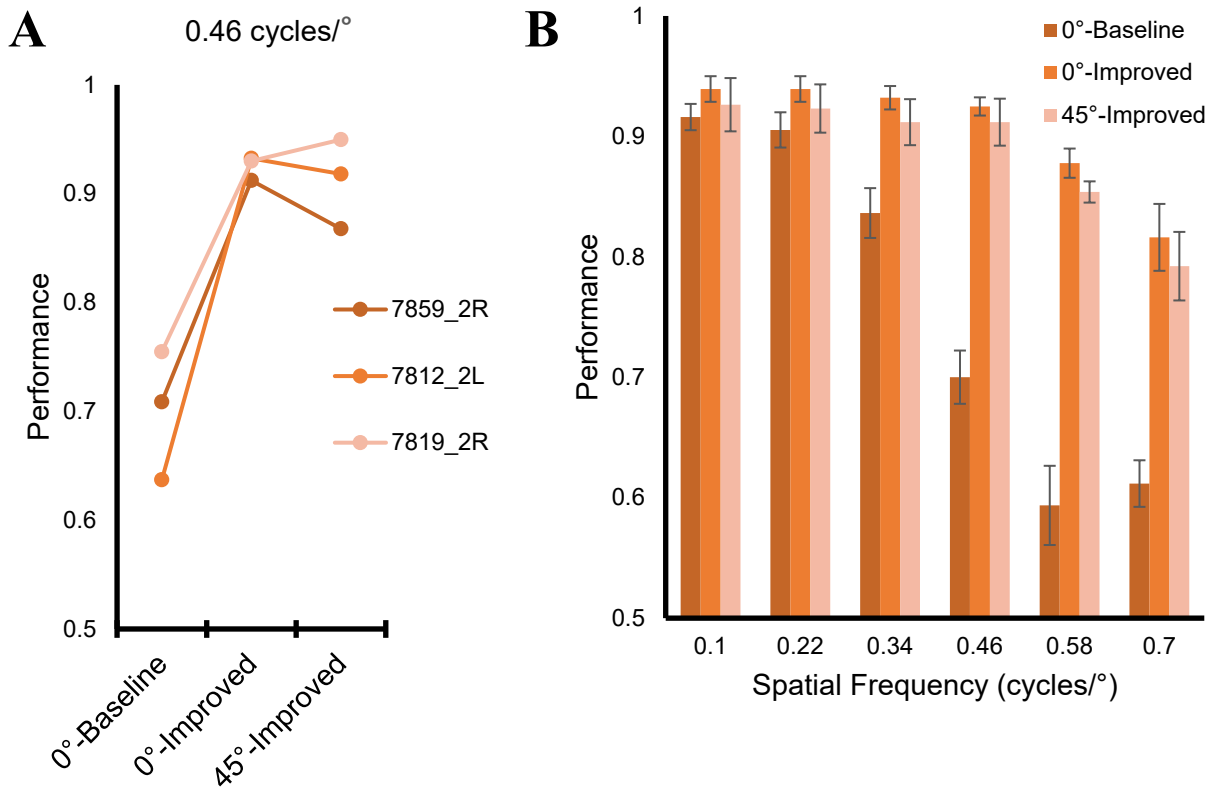 A
0.46 cycles/°
1
0.9
0.8
0.7
0.6
0.5
Performance
0°-Baseline
0°-Improved
45°-Improved
7859_2R
7812_2L
7819_2R
B
1
0.9
0.8
0.7
0.6
0.5
Performance
0°-Baseline
0°-Improved
45°-Improved
0.1 0.22 0.34 0.46 0.58 0.7
Spatial Frequency (cycles/°)